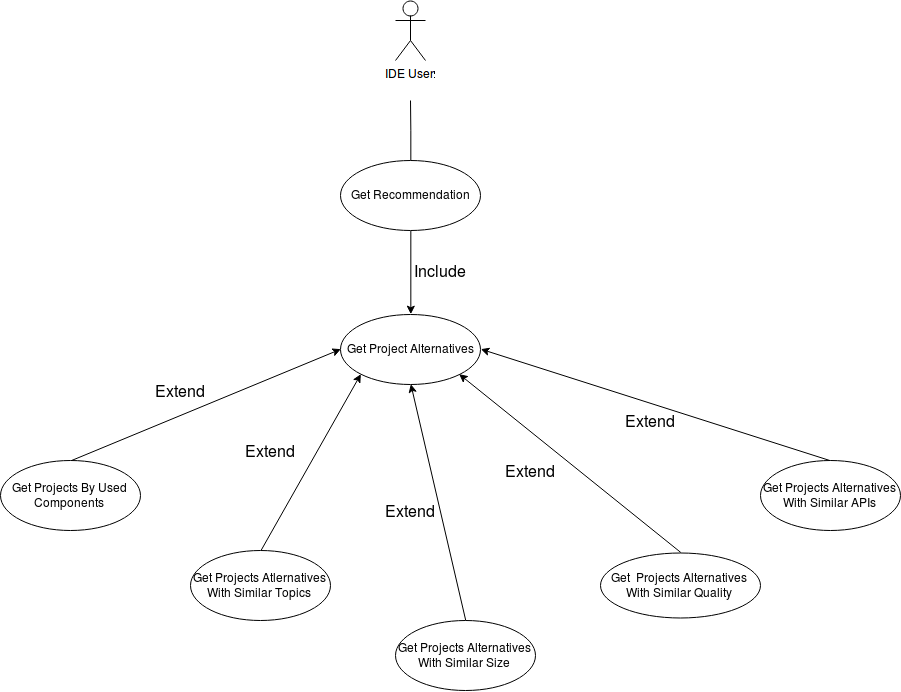 IDE User:
Get Recommendation
Include
Get Project Alternatives
Extend
Extend
Extend
Extend
Extend
Get Projects By Used
Components
Get Projects Alternatives
With Similar APIs
Get Projects Atlernatives
With Similar Topics
Get Projects Alternatives
With Similar Quality
Get Projects Alternatives
With Similar Size